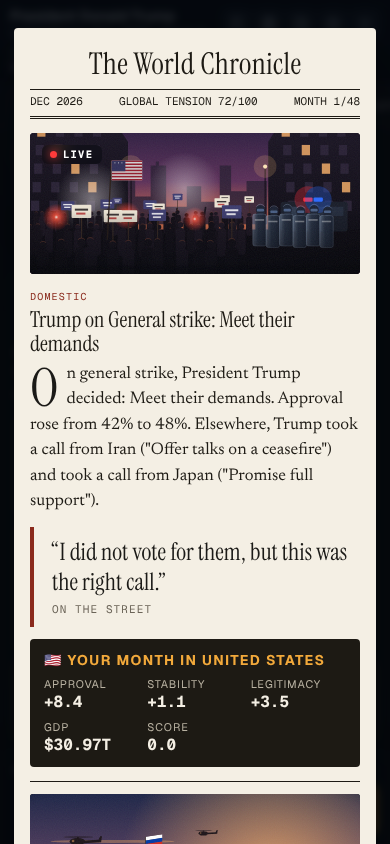 The World Chronicle
DEC 2026 GLOBAL TENSION 72/100 MONTH 1/48
LIVE
DOMESTIC
Trump on General strike: Meet their
demands
On general strike, President Trump
decided: Meet their demands. Approval
rose from 42% to 48%. Elsewhere, Trump took
a call from Iran ("Offer talks on a ceasefire")
and took a call from Japan ("Promise full
support").
“I did not vote for them, but this was
the right call.”
ON THE STREET
YOUR MONTH IN UNITED STATES
APPROVAL STABILITY LEGITIMACY
+8.4 +1.1 +3.5
GDP SCORE
$30.97T 0.0